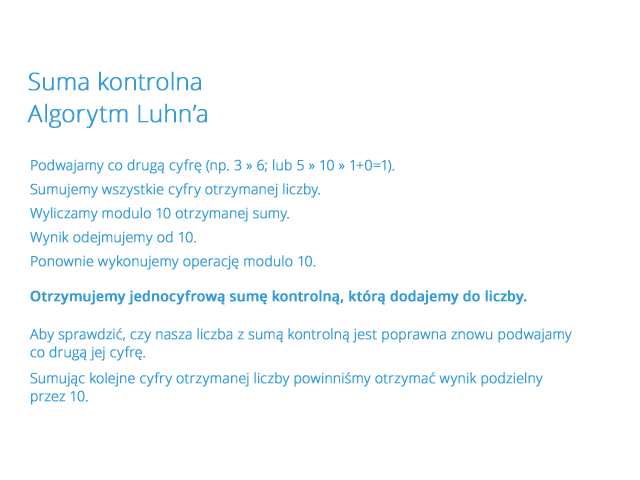 Suma kontrolna
Algorytm Luhn’a
Podwajamy co drugą cyfrę (np. 3 » 6; lub 5 » 10 » 1+0=1).
Sumujemy wszystkie cyfry otrzymanej liczby.
Wyliczamy modulo 10 otrzymanej sumy.
Wynik odejmujemy od 10.
Ponownie wykonujemy operację modulo 10.
Otrzymujemy jednocyfrową sumę kontrolną, którą dodajemy do liczby.
Aby sprawdzić, czy nasza liczba z sumą kontrolną jest poprawna znowu podwajamy
co drugą jej cyfrę.
Sumując kolejne cyfry otrzymanej liczby powinniśmy otrzymać wynik podzielny
przez 10.